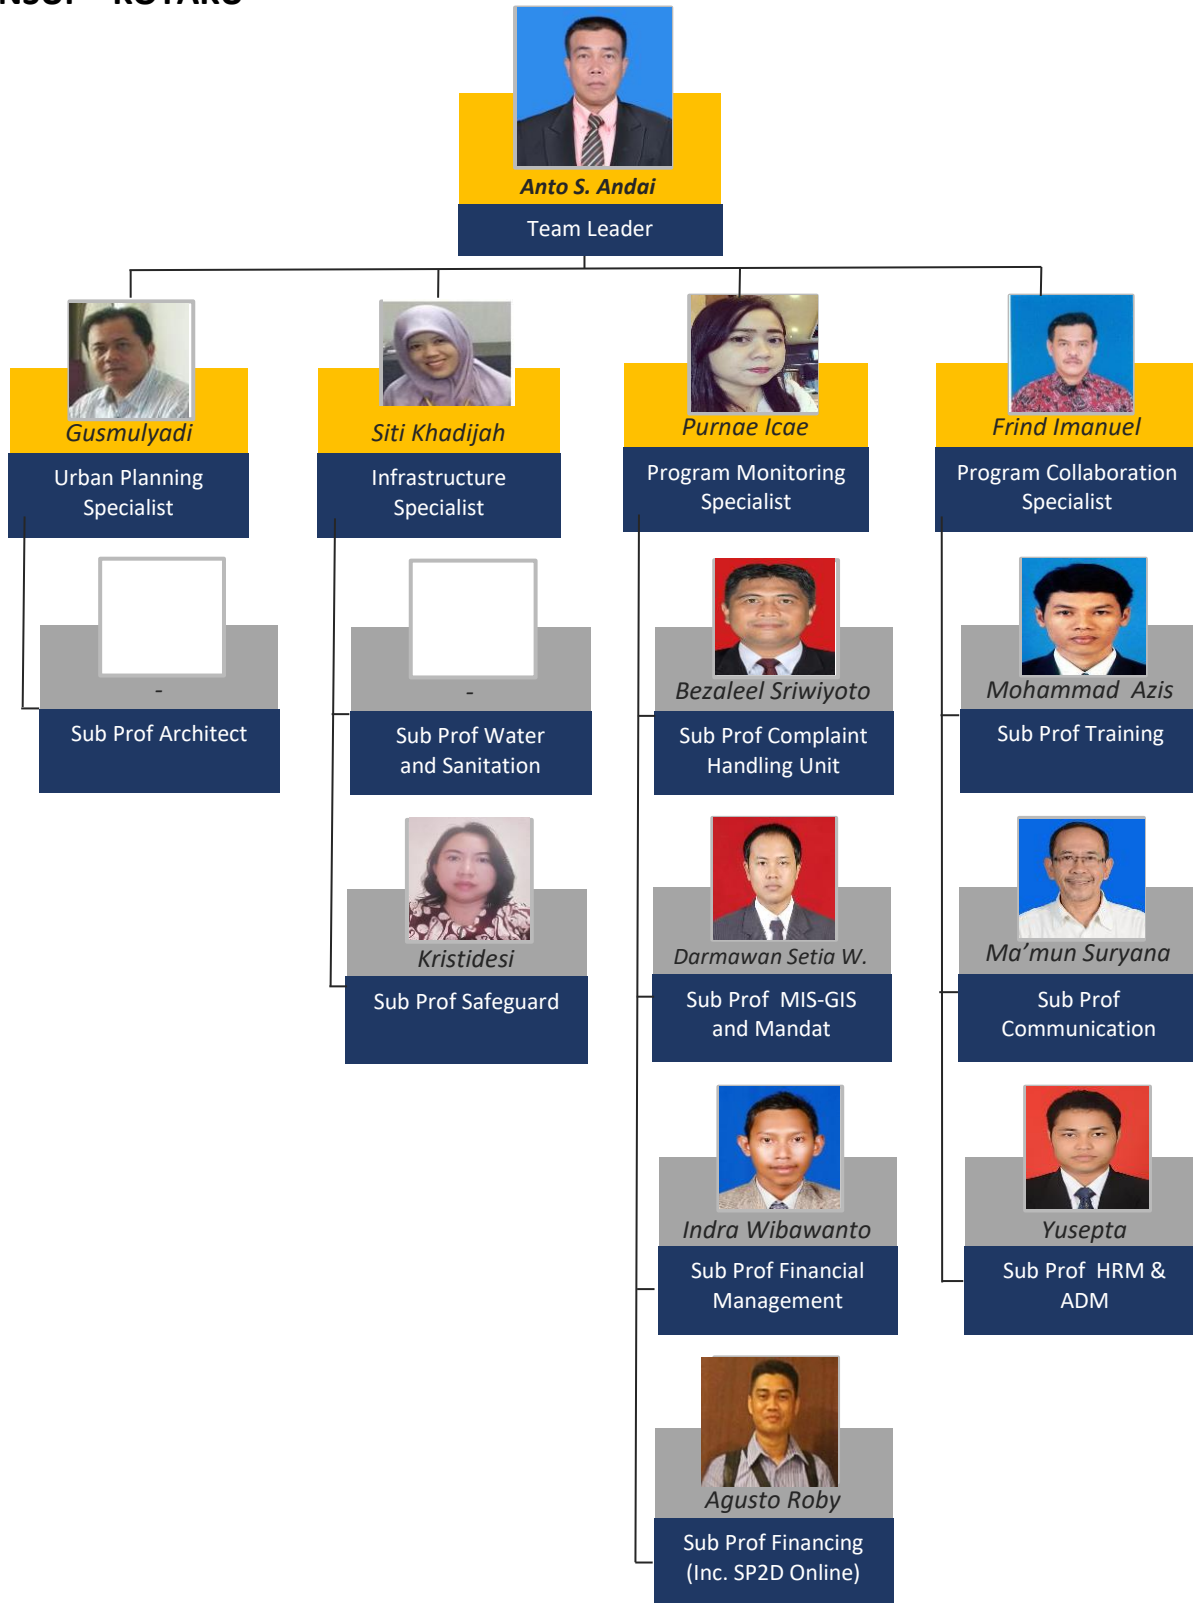 Anto S. Andai
Team Leader
Gusmulyadi
Urban Planning
Specialist
Siti Khadijah
Infrastructure
Specialist
Purnae Icae
Program Monitoring
Specialist
Frind Imanuel
Program Collaboration
Specialist
-
Sub Prof Architect
-
Sub Prof Water
and Sanitation
Bezaleel Sriwiyoto
Sub Prof Complaint
Handling Unit
Mohammad Azis
Sub Prof Training
Kristidesi
Sub Prof Safeguard
Darmawan Setia W.
Sub Prof MIS-GIS
and Mandat
Ma’mun Suryana
Sub Prof
Communication
Indra Wibawanto
Sub Prof Financial
Management
Yusepta
Sub Prof HRM &
ADM
Agusto Roby
Sub Prof Financing
(Inc. SP2D Online)